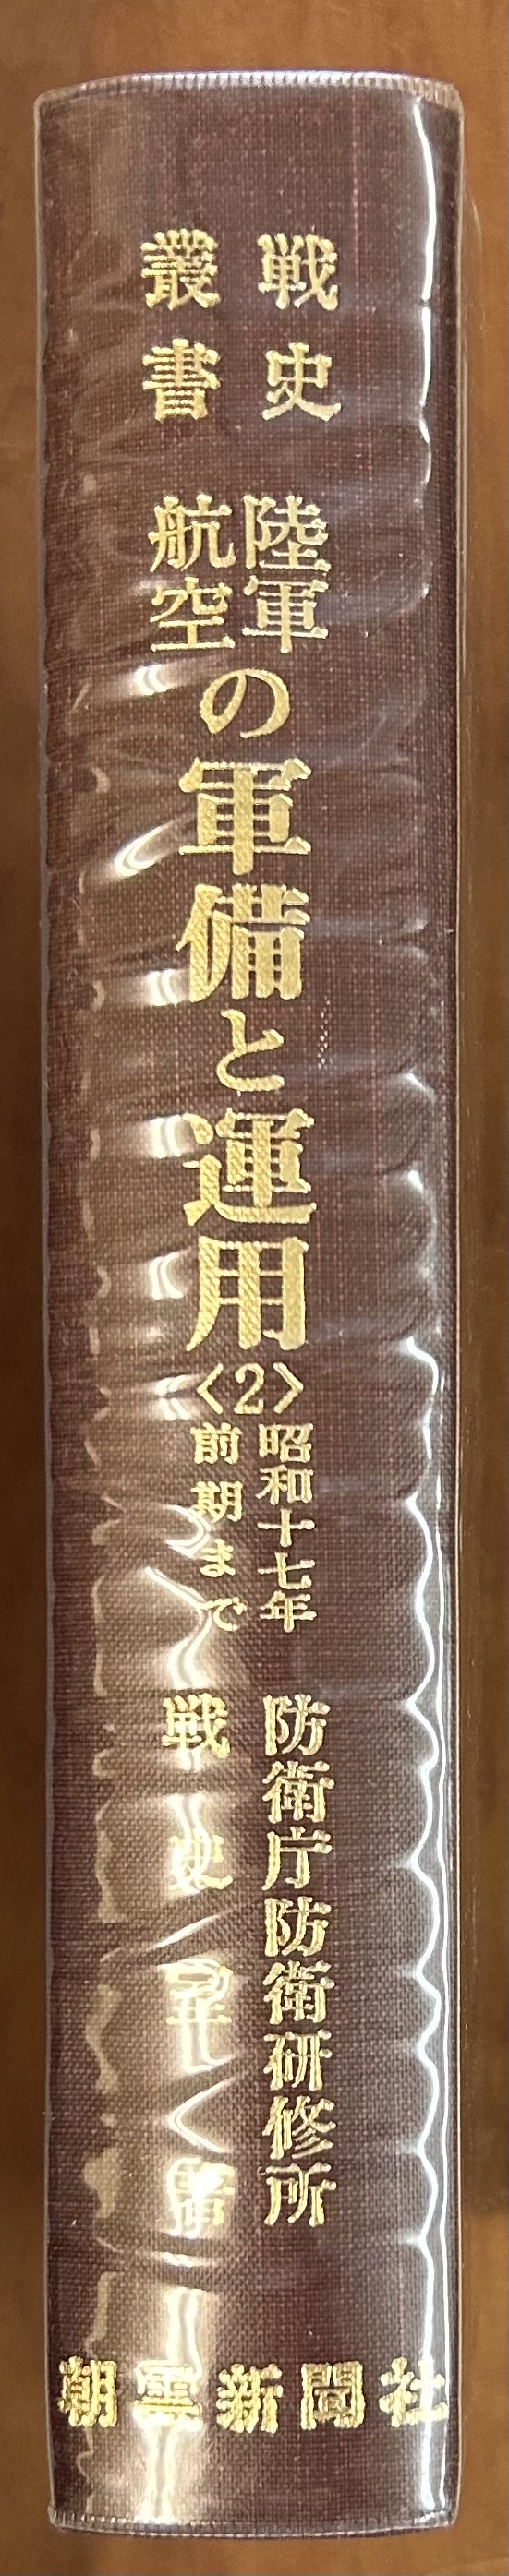 戦史
叢書
陸軍
航空
の軍備と運用
〈2〉
昭和十七年
前期まで
防衛庁防衛研修所
戦史室著
朝雲新聞社